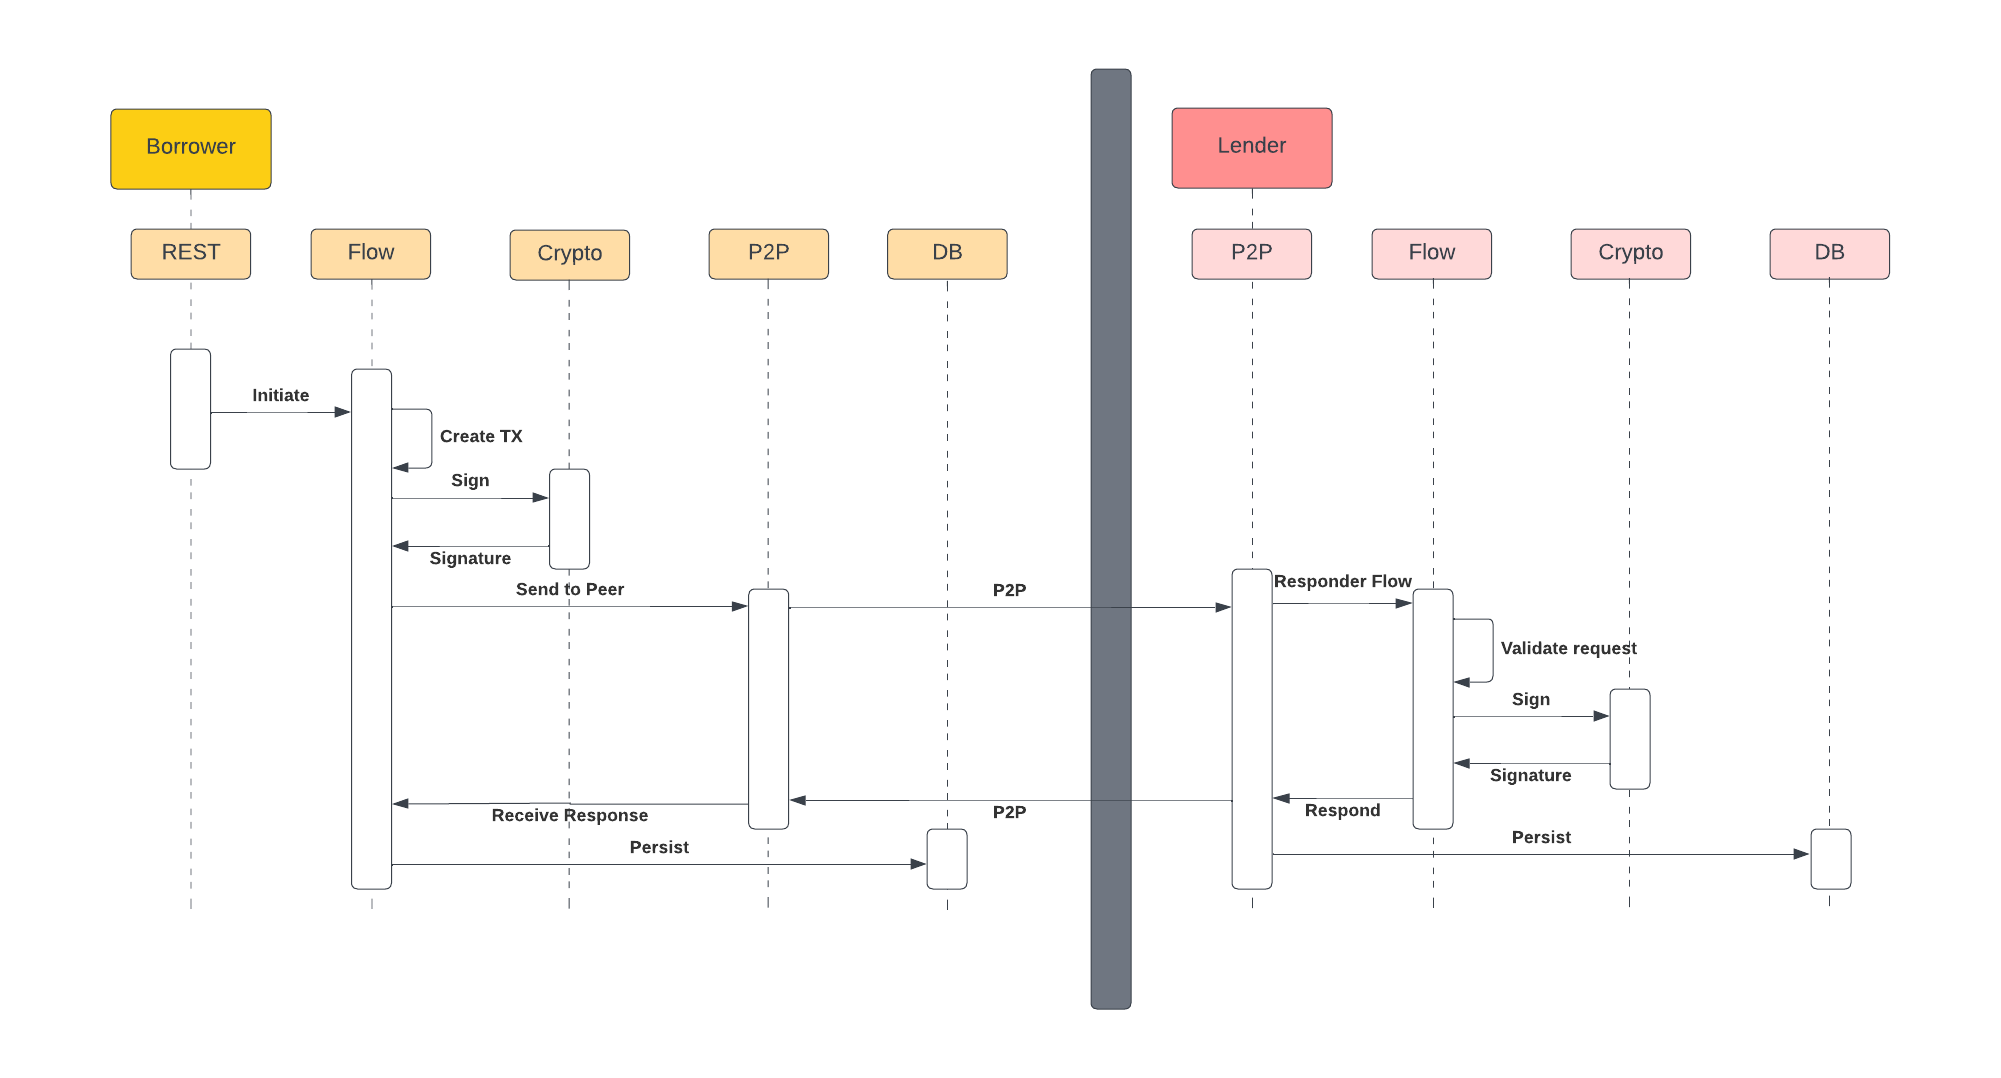 Borrower
Lender
REST
Flow
Crypto
P2P
DB
P2P
Flow
Crypto
DB
Initiate
Create TX
Sign
Signature
Send to Peer
P2P
Responder Flow
Validate request
Sign
Signature
Respond
P2P
Receive Response
Persist
Persist